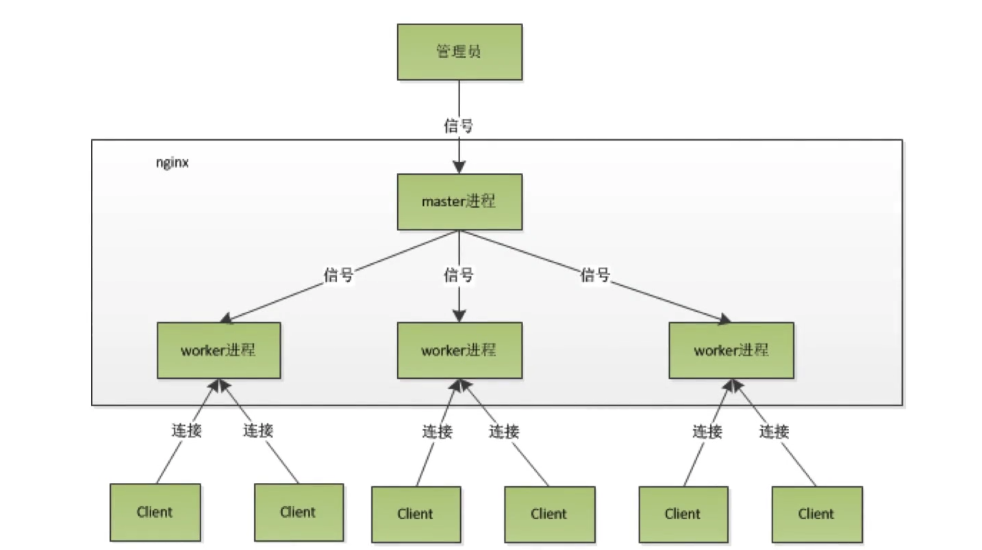 管理员
信号
nginx
master进程
信号
信号
信号
worker进程
worker进程
worker进程
连接
连接
连接
连接
连接
连接
Client
Client
Client
Client
Client
Client